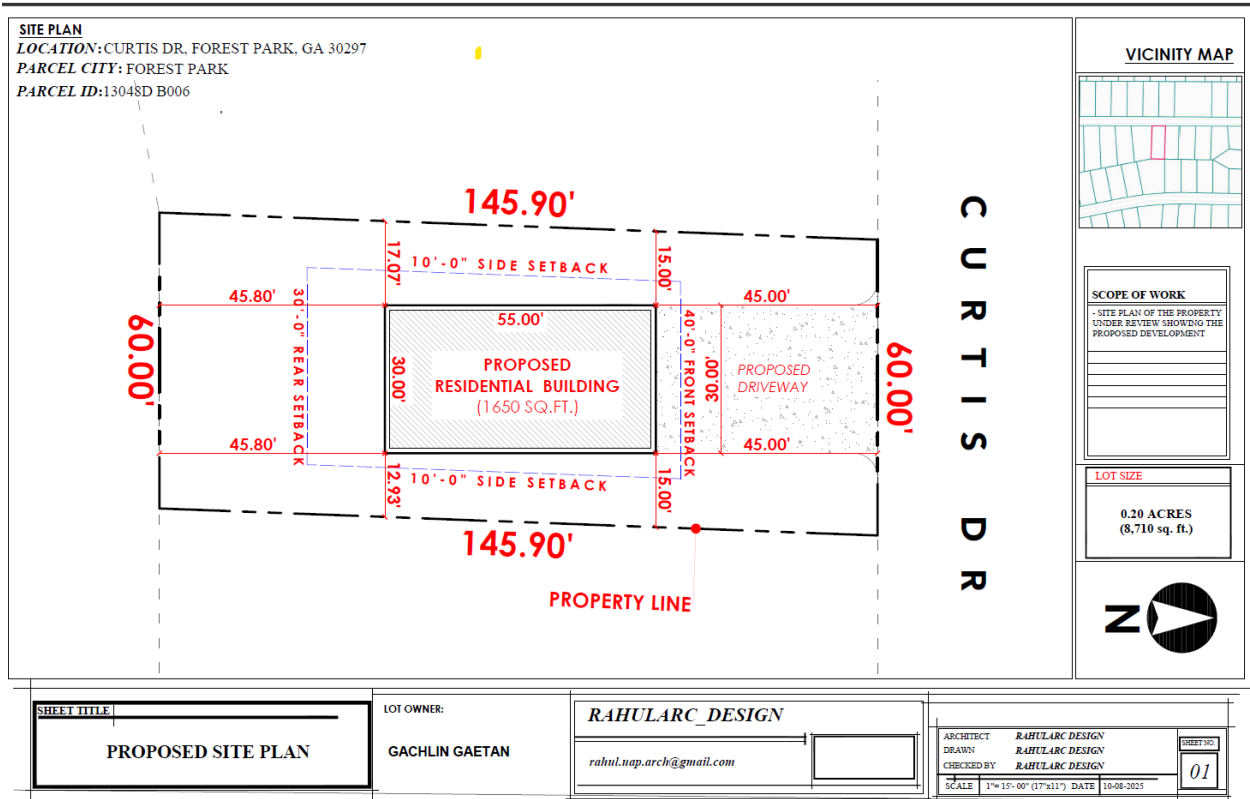 SITE PLAN
LOCATION: CURTIS DR, FOREST PARK, GA 30297
PARCEL CITY: FOREST PARK
PARCEL ID:13048D B006
145.90'
17.07'
10'-0" SIDE SETBACK
15.00'
45.80'
30'-0" REAR SETBACK
55.00'
45.00'
60.00'
30.00'
PROPOSED
RESIDENTIAL BUILDING
(1650 SQ.FT.)
40'-0" FRONT SETBACK
30.00'
PROPOSED
DRIVEWAY
60.00'
45.80'
45.00'
12.93'
10'-0" SIDE SETBACK
15.00'
145.90'
PROPERTY LINE
CURTIS DR
VICINITY MAP
SCOPE OF WORK
- SITE PLAN OF THE PROPERTY
UNDER REVIEW SHOWDNG THE
PROPOSED DEVELOPMENT
LOT SIZE
0.20 ACRES
(8,710 sq. ft.)
N
SHEET TITLE
PROPOSED SITE PLAN
LOT OWNER:
GACHLIN GAETAN
RAHULARC_DESIGN
rahul.uap.arch@gmail.com
ARCHITECT RAHULARC DESIGN
DRAWN RAHULARC DESIGN
CHECKED BY RAHULARC DESIGN
SCALE 1"= 15'- 00" (17"x11") DATE 10-08-2025
SHEET NO.
01